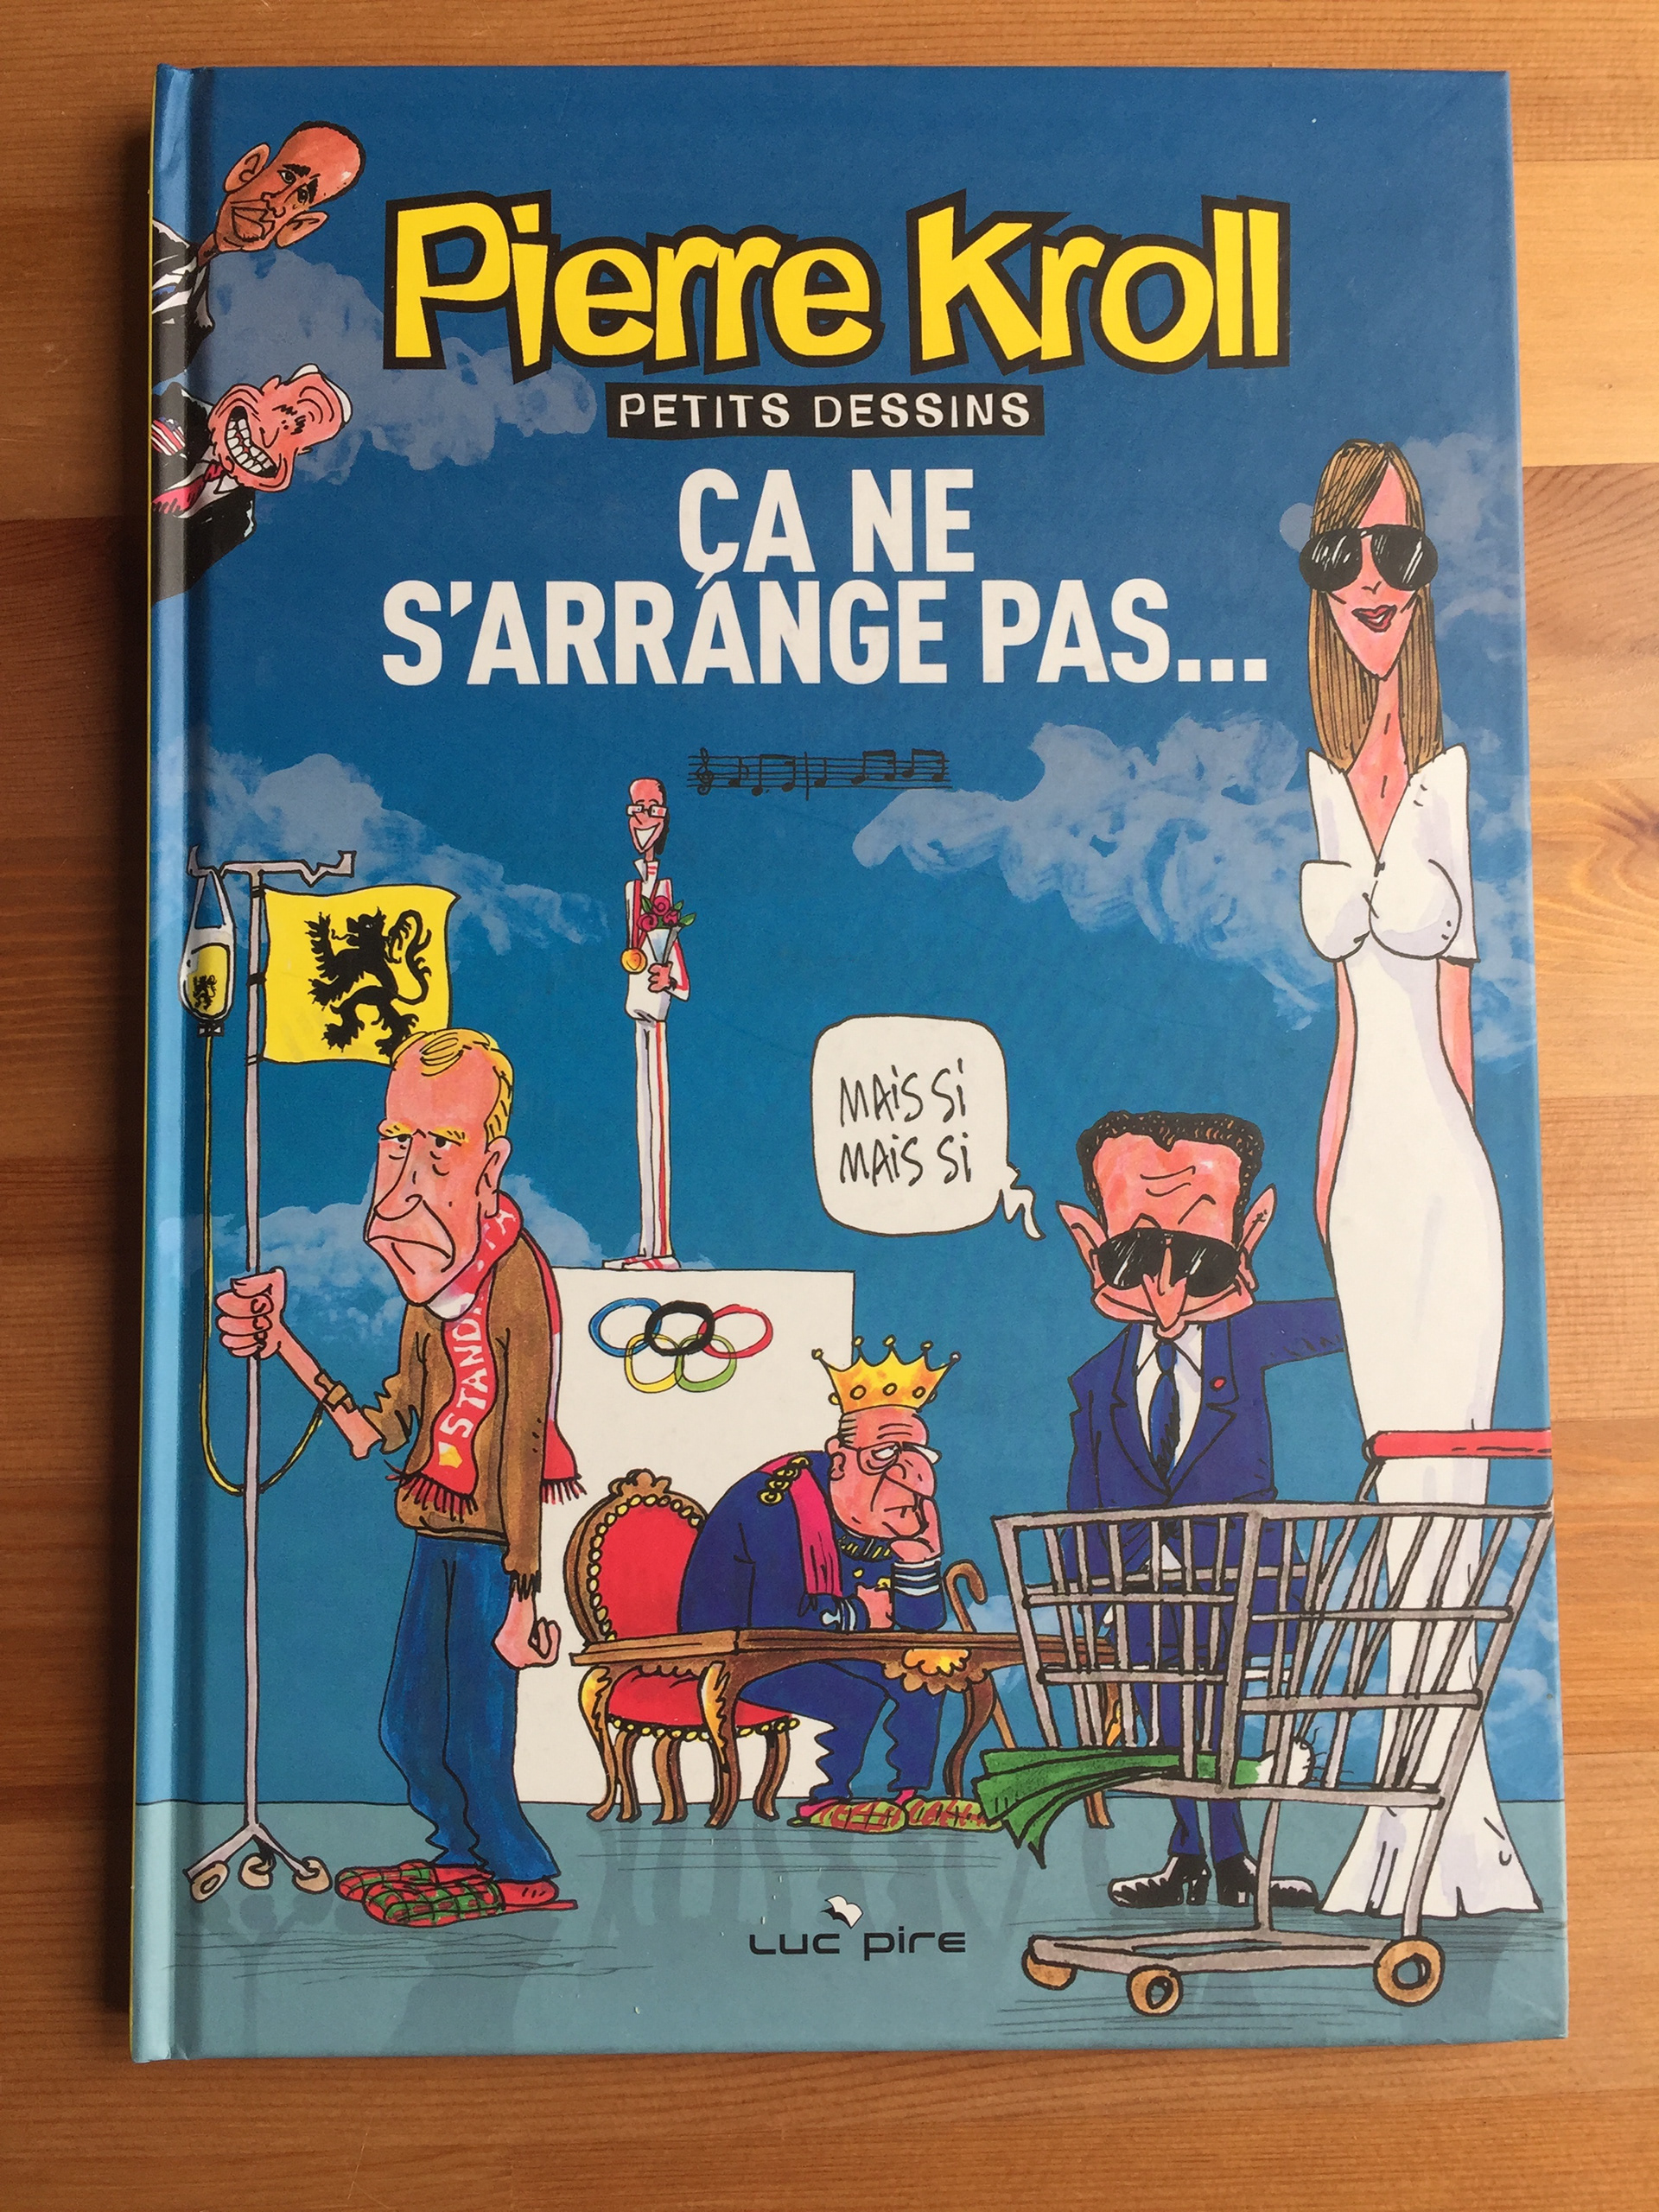 Pierre Kroll
PETITS DESSINS
ÇA NE
S'ARRANGE PAS...
MAIS SI
MAIS SI
STAND
LUC PIRE